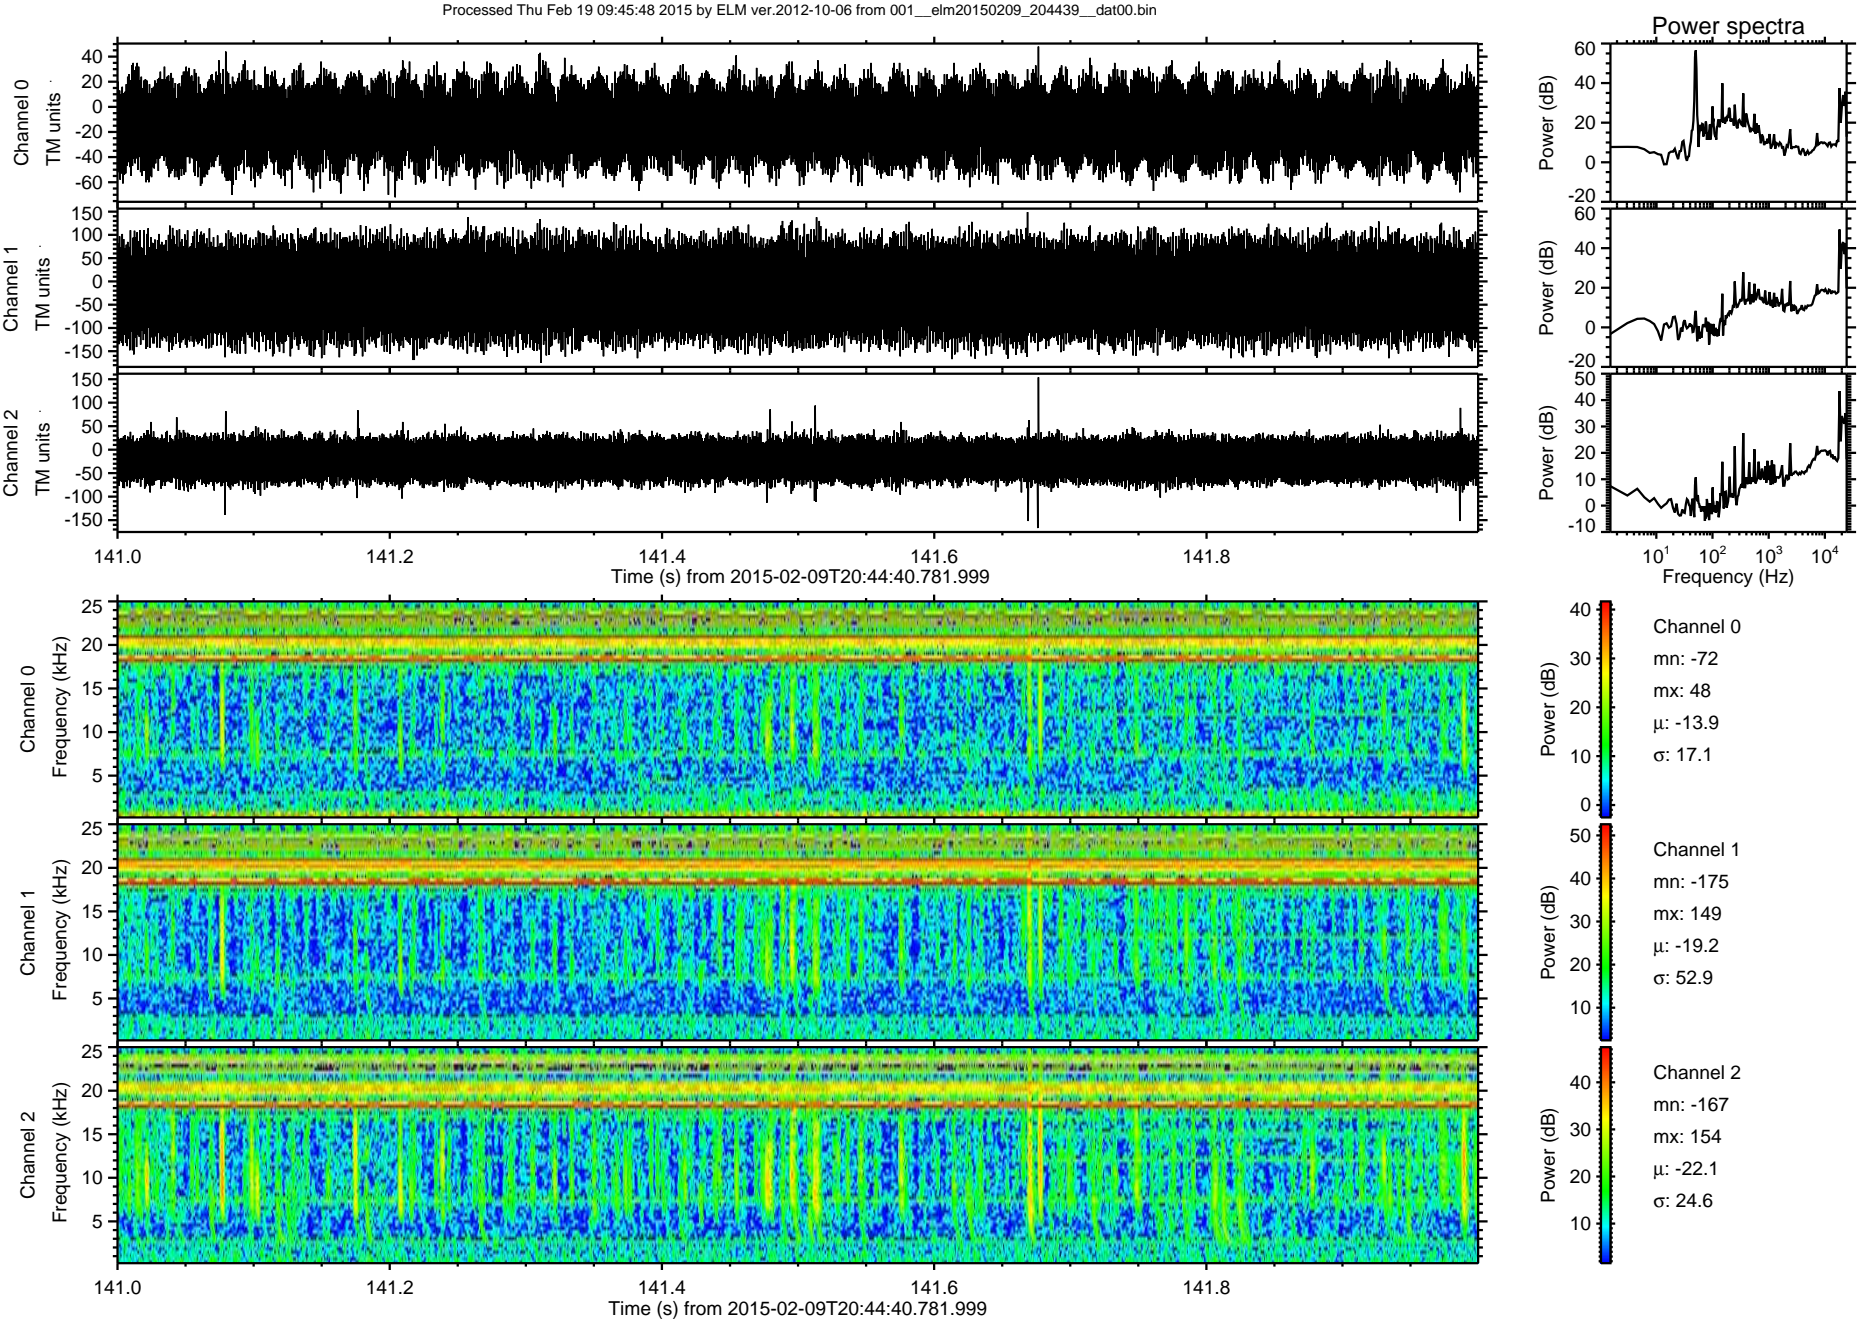 Processed Thu Feb 19 09:45:48 2015 by ELM ver.2012-10-06 from 001__elm20150209_204439__dat00.bin
Power spectra
Channel 0
TM units
40
20
0
-20
-40
-60
Power (dB)
60
40
20
0
-20
Channel 1
TM units
150
100
50
0
-50
-100
-150
Power (dB)
60
40
20
0
-20
Channel 2
TM units
150
100
50
0
-50
-100
-150
Power (dB)
50
40
30
20
10
0
-10
141.0 141.2 141.4 141.6 141.8
Time (s) from 2015-02-09T20:44:40.781.999
10¹ 10² 10³ 10⁴
Frequency (Hz)
Channel 0
Frequency (kHz)
25
20
15
10
5
Power (dB)
40
30
20
10
0
Channel 0
mn: -72
mx: 48
μ: -13.9
σ: 17.1
Channel 1
Frequency (kHz)
25
20
15
10
5
Power (dB)
50
40
30
20
10
Channel 1
mn: -175
mx: 149
μ: -19.2
σ: 52.9
Channel 2
Frequency (kHz)
25
20
15
10
5
Power (dB)
40
30
20
10
Channel 2
mn: -167
mx: 154
μ: -22.1
σ: 24.6
141.0 141.2 141.4 141.6 141.8
Time (s) from 2015-02-09T20:44:40.781.999